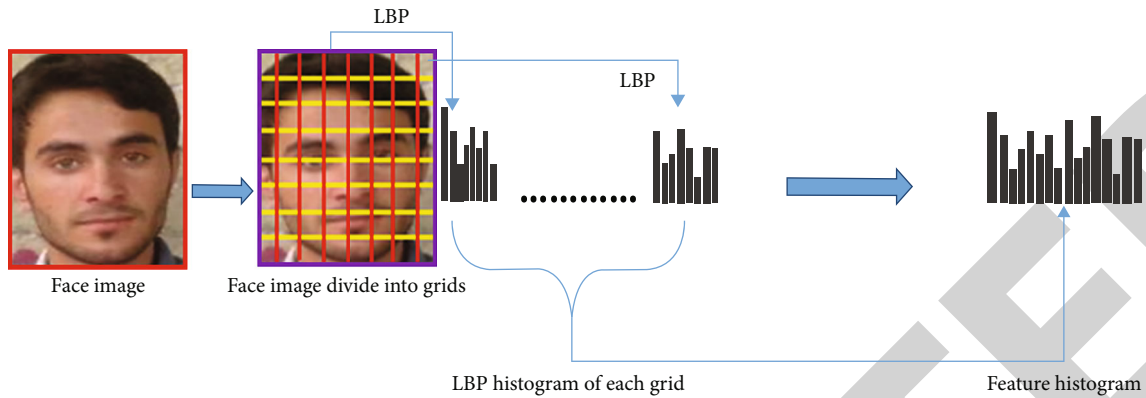 LBP
LBP
Face image
Face image divide into grids
LBP histogram of each grid
Feature histogram